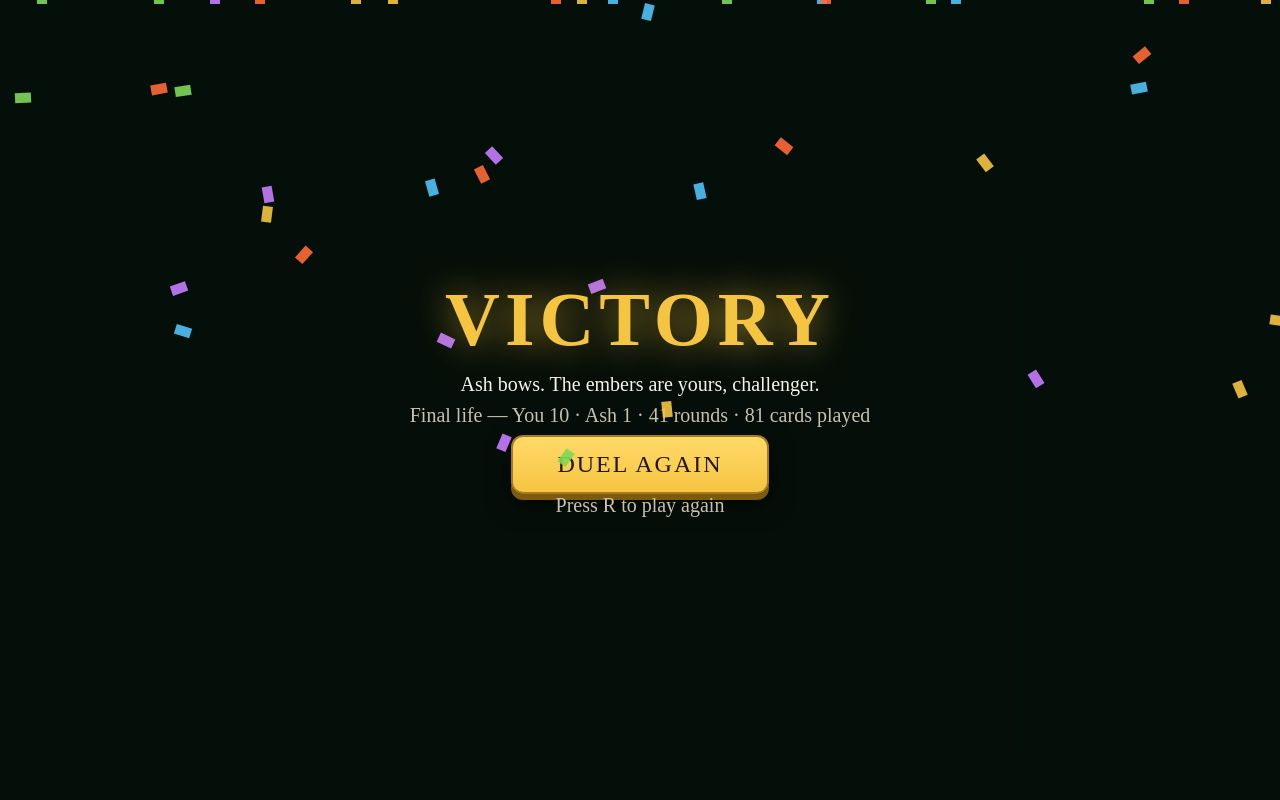 VICTORY
Ash bows. The embers are yours, challenger.
Final life — You 10 · Ash 1 · 41 rounds · 81 cards played
DUEL AGAIN
Press R to play again